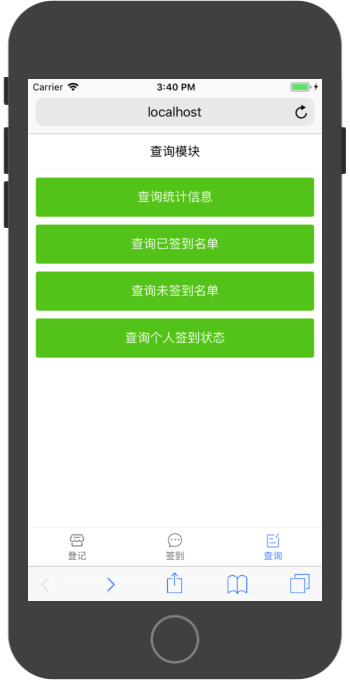 Carrier 3:40 PM
localhost
查询模块
查询统计信息
查询已签到名单
查询未签到名单
查询个人签到状态
登记 签到 查询